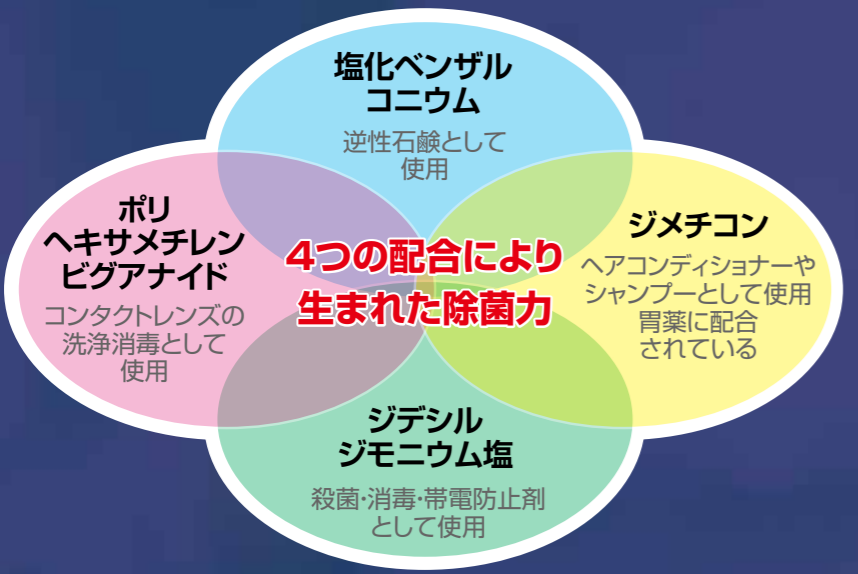 塩化ベンザル
コニウム
逆性石鹸として
使用
ポリ
ヘキサメチレン
ビグアナイド
コンタクトレンズの
洗浄消毒として
使用
4つの配合により
生まれた除菌力
ジメチコン
ヘアコンディショナーや
シャンプーとして使用
胃薬に配合
されている
ジデシル
ジモニウム塩
殺菌・消毒・帯電防止剤
として使用